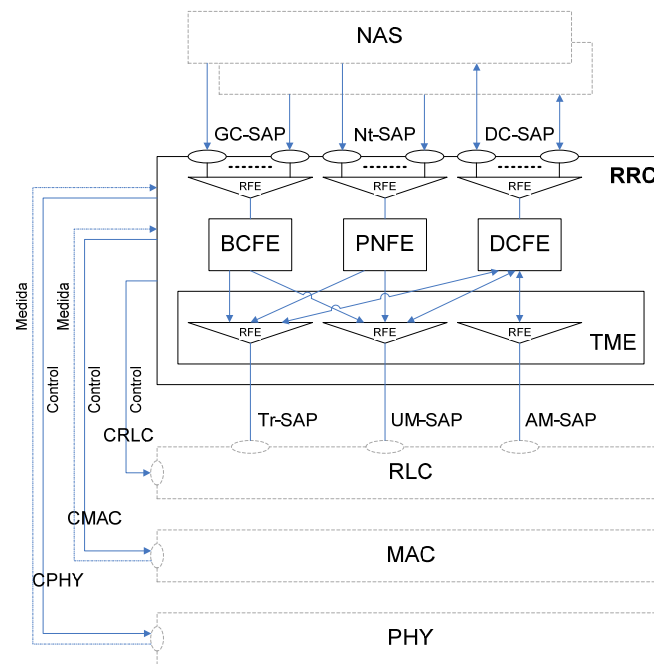 NAS
GC-SAP
Nt-SAP
DC-SAP
RRC
RFE
RFE
RFE
BCFE
PNFE
DCFE
RFE
RFE
RFE
TME
Medida
Control
Medida
Control
Control
Tr-SAP
UM-SAP
AM-SAP
CRLC
RLC
CMAC
MAC
CPHY
PHY